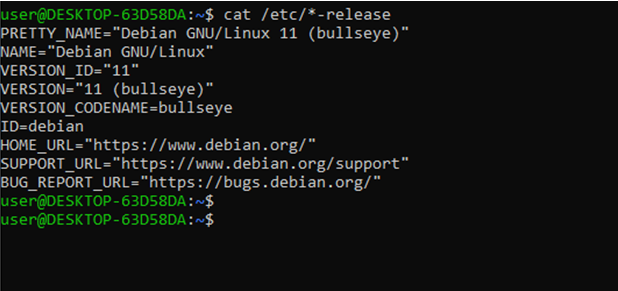 user@DESKTOP-63D58DA:~$ cat /etc/*-release
PRETTY_NAME="Debian GNU/Linux 11 (bullseye)"
NAME="Debian GNU/Linux"
VERSION_ID="11"
VERSION="11 (bullseye)"
VERSION_CODENAME=bullseye
ID=debian
HOME_URL="https://www.debian.org/"
SUPPORT_URL="https://www.debian.org/support"
BUG_REPORT_URL="https://bugs.debian.org/"
user@DESKTOP-63D58DA:~$
user@DESKTOP-63D58DA:~$